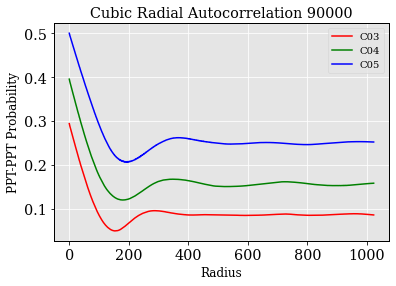 Cubic Radial Autocorrelation 90000
C03
C04
C05
PPT-PPT Probability
0.5
0.4
0.3
0.2
0.1
0 200 400 600 800 1000
Radius